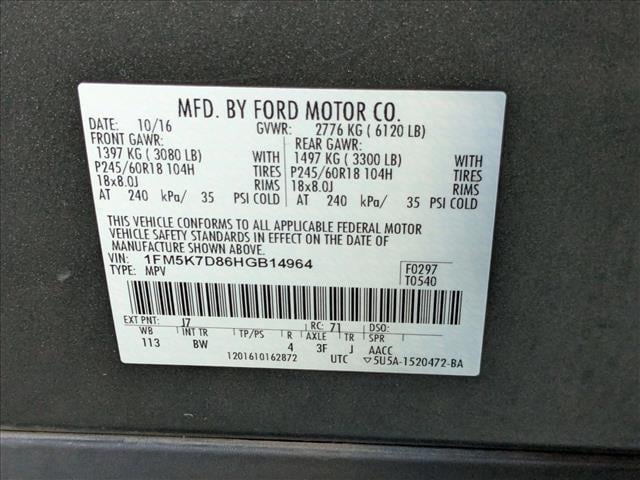 MFD. BY FORD MOTOR CO.
DATE: 10/16 GVWR: 2776 KG ( 6120 LB)
FRONT GAWR: REAR GAWR:
1397 KG ( 3080 LB) WITH 1497 KG ( 3300 LB) WITH
P245/60R18 104H TIRES P245/60R18 104H TIRES
18x8.0J RIMS 18x8.0J RIMS
AT 240 kPa/ 35 PSI COLD AT 240 kPa/ 35 PSI COLD
THIS VEHICLE CONFORMS TO ALL APPLICABLE FEDERAL MOTOR
VEHICLE SAFETY STANDARDS IN EFFECT ON THE DATE OF
MANUFACTURE SHOWN ABOVE.
VIN: 1FM5K7D86HGB14964 F0297
TYPE: MPV T0540
EXT PNT: J7 RC: 71 DSO:
WB INT TR TP/PS R AXLE TR
113 BW 4 3F J AACC
1201610162872 UTC ▽5U5A-1520472-BA